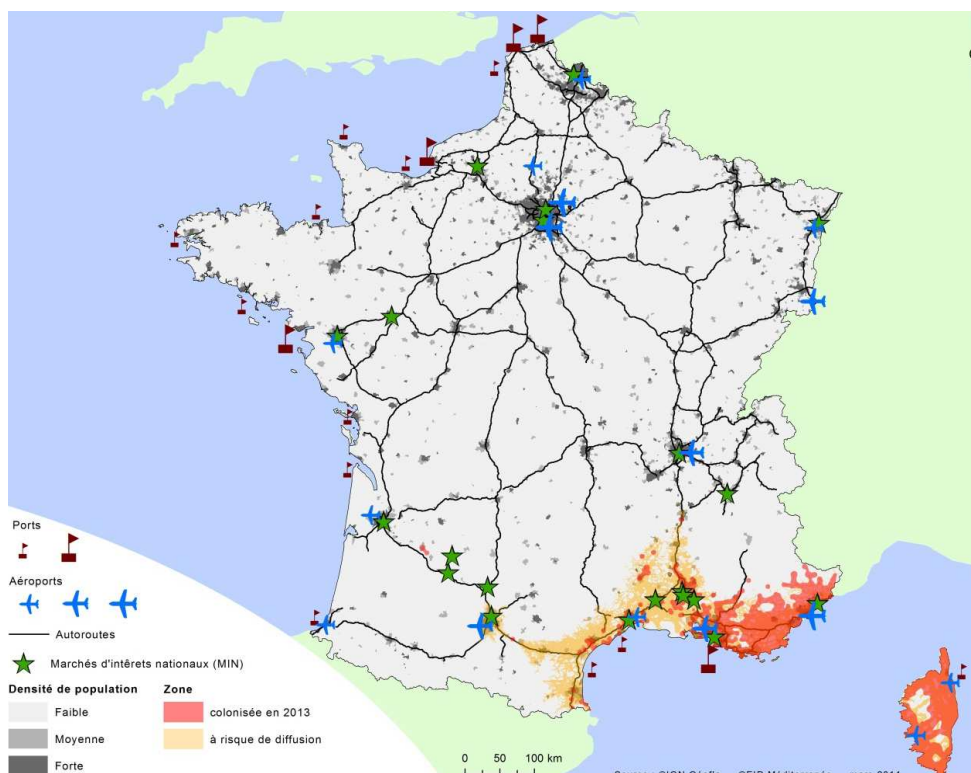 Ports
Aéroports
Autoroutes
Marchés d'intêrets nationaux (MIN)
Densité de population
Faible
Moyenne
Forte
Zone
colonisée en 2013
à risque de diffusion
0 50 100 km